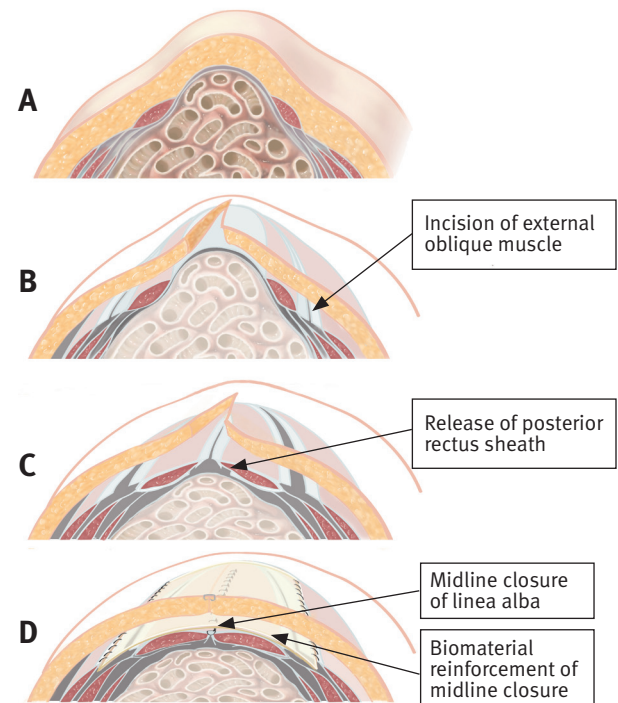 A
B
Incision of external
oblique muscle
C
Release of posterior
rectus sheath
D
Midline closure
of linea alba
Biomaterial
reinforcement of
midline closure